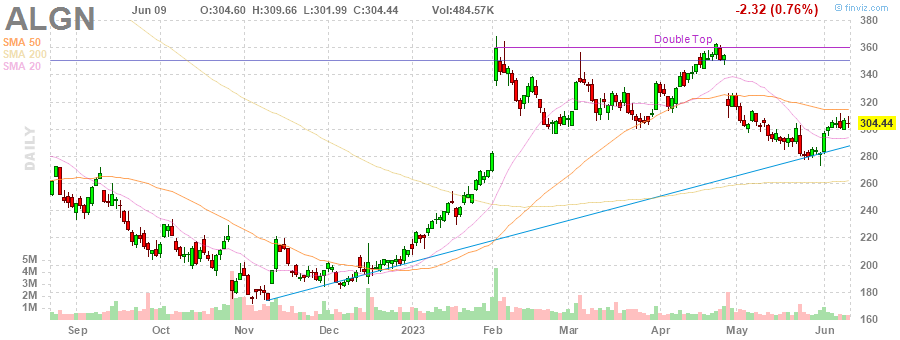 ALGN
Jun 09 O:304.60 H:309.66 L:301.99 C:304.44 Vol:484.57K -2.32 (0.76%)
© finviz.com
SMA 50
SMA 200
SMA 20
Double Top
DAILY
380
360
340
320
304.44
300
280
260
240
220
200
180
160
5M
4M
3M
2M
1M
Sep Oct Nov Dec 2023 Feb Mar Apr May Jun